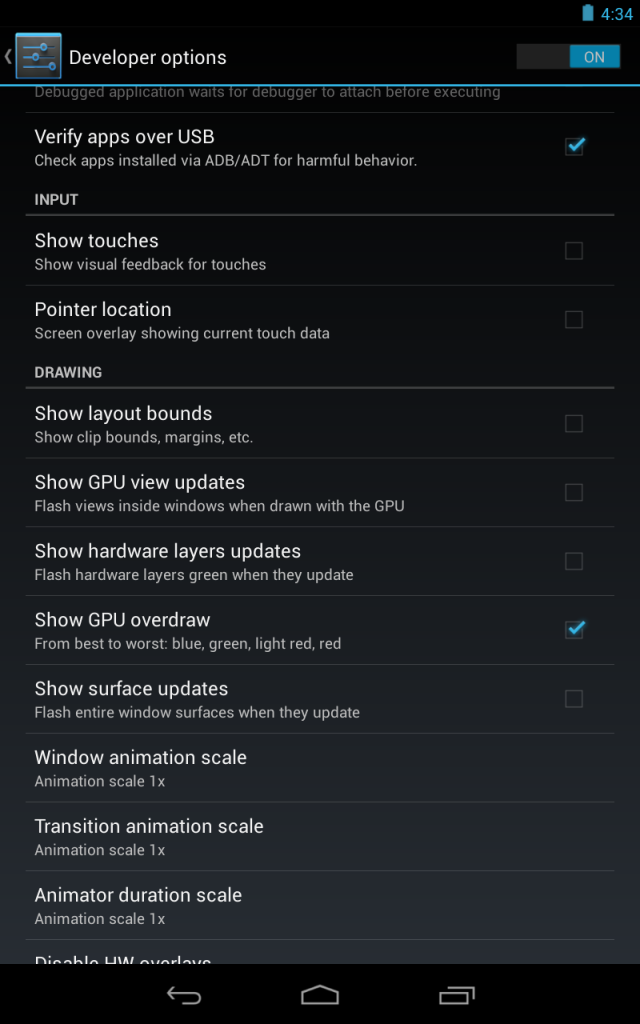 4:34
Developer options
ON
Debugged application waits for debugger to attach before executing
Verify apps over USB
Check apps installed via ADB/ADT for harmful behavior.
INPUT
Show touches
Show visual feedback for touches
Pointer location
Screen overlay showing current touch data
DRAWING
Show layout bounds
Show clip bounds, margins, etc.
Show GPU view updates
Flash views inside windows when drawn with the GPU
Show hardware layers updates
Flash hardware layers green when they update
Show GPU overdraw
From best to worst: blue, green, light red, red
Show surface updates
Flash entire window surfaces when they update
Window animation scale
Animation scale 1x
Transition animation scale
Animation scale 1x
Animator duration scale
Animation scale 1x
Disable HW overlays